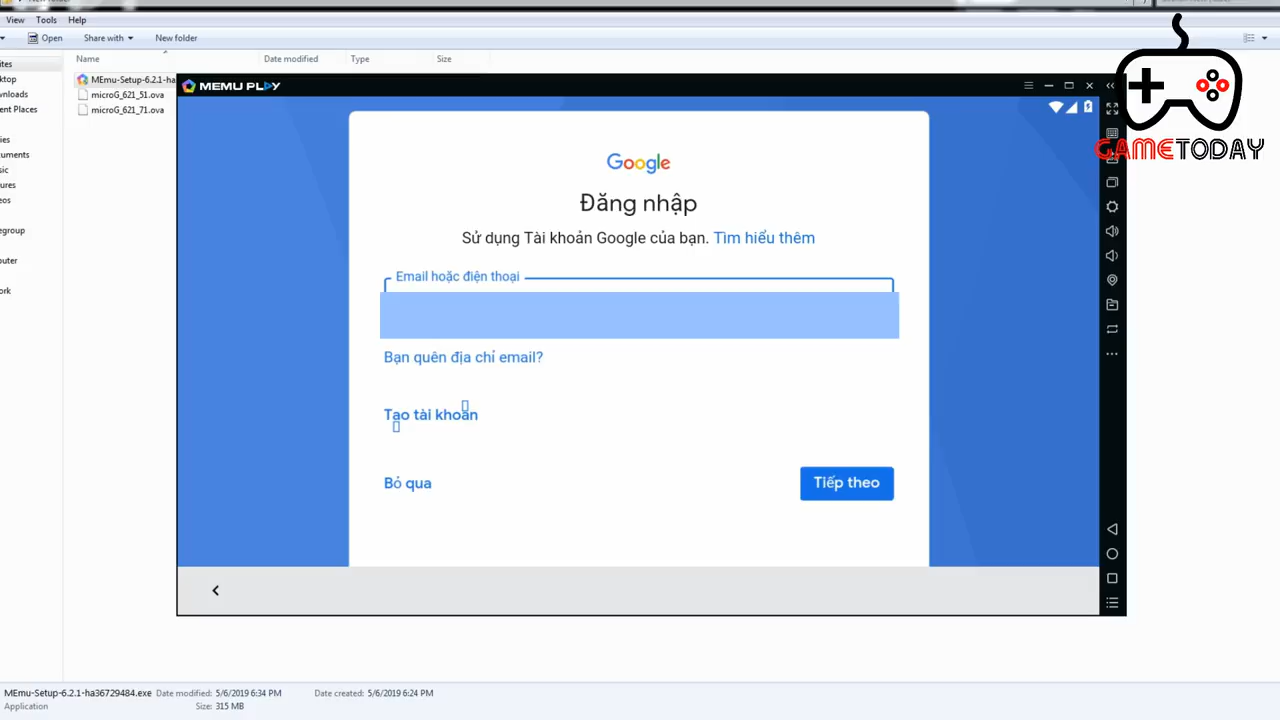 View Tools Help
Open Share with New folder
Name Date modified Type Size
MEmu-Setup-6.2.1-ha
microG_621_51.ova
microG_621_71.ova
MEMU PLAY
GAMETODAY
Google
Đăng nhập
Sử dụng Tài khoản Google của bạn. Tìm hiểu thêm
Email hoặc điện thoại
Bạn quên địa chỉ email?
Tạo tài khoản
Bỏ qua
Tiếp theo
MEmu-Setup-6.2.1-ha36729484.exe Date modified: 5/6/2019 6:34 PM Date created: 5/6/2019 6:24 PM
Application Size: 315 MB